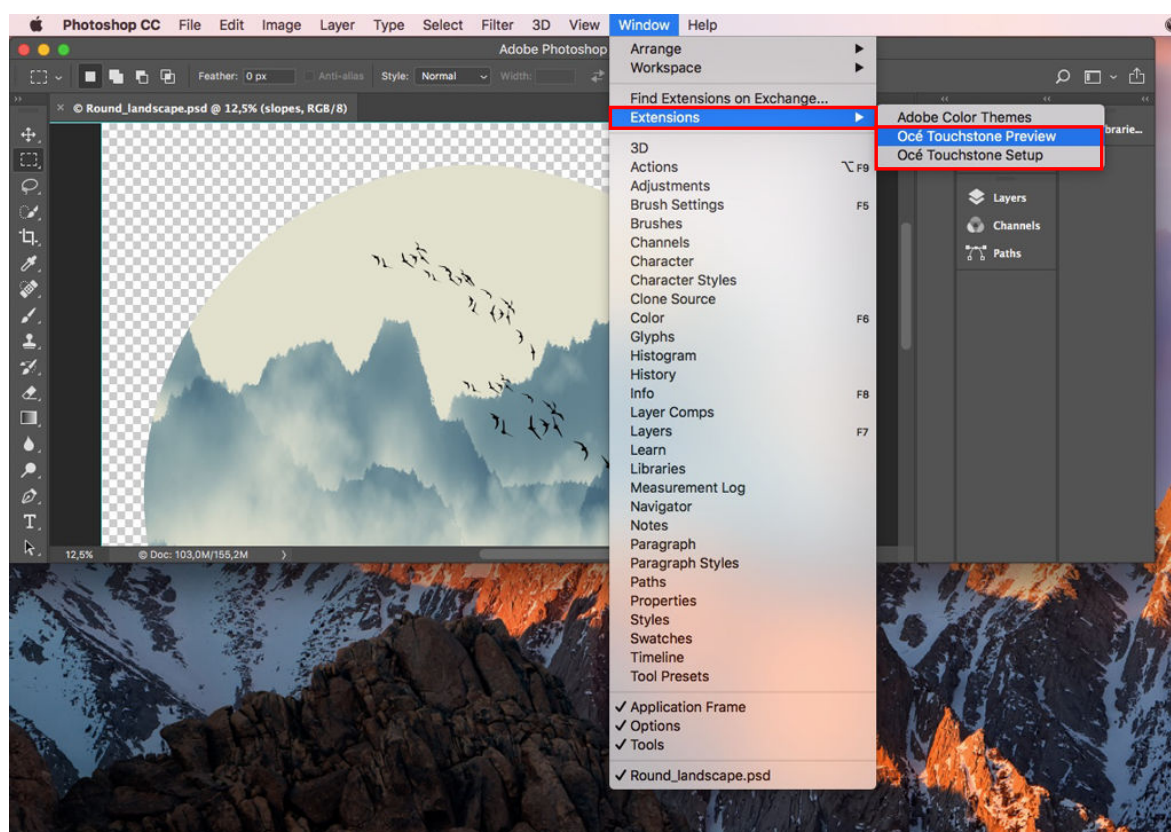 Photoshop CC File Edit Image Layer Type Select Filter 3D View Window Help
Adobe Photoshop
Feather: 0 px Anti-alias Style: Normal Width:
× © Round_landscape.psd @ 12,5% (slopes, RGB/8)
Arrange
Workspace
Find Extensions on Exchange...
Extensions
Adobe Color Themes
Océ Touchstone Preview
Océ Touchstone Setup
brarie...
3D
Actions ⌥F9
Adjustments
Brush Settings F5
Brushes
Channels
Character
Character Styles
Clone Source
Color F6
Glyphs
Histogram
History
Info F8
Layer Comps
Layers F7
Learn
Libraries
Measurement Log
Navigator
Notes
Paragraph
Paragraph Styles
Paths
Properties
Styles
Swatches
Timeline
Tool Presets
✓ Application Frame
✓ Options
✓ Tools
✓ Round_landscape.psd
Layers
Channels
Paths
12,5% © Doc: 103,0M/155,2M